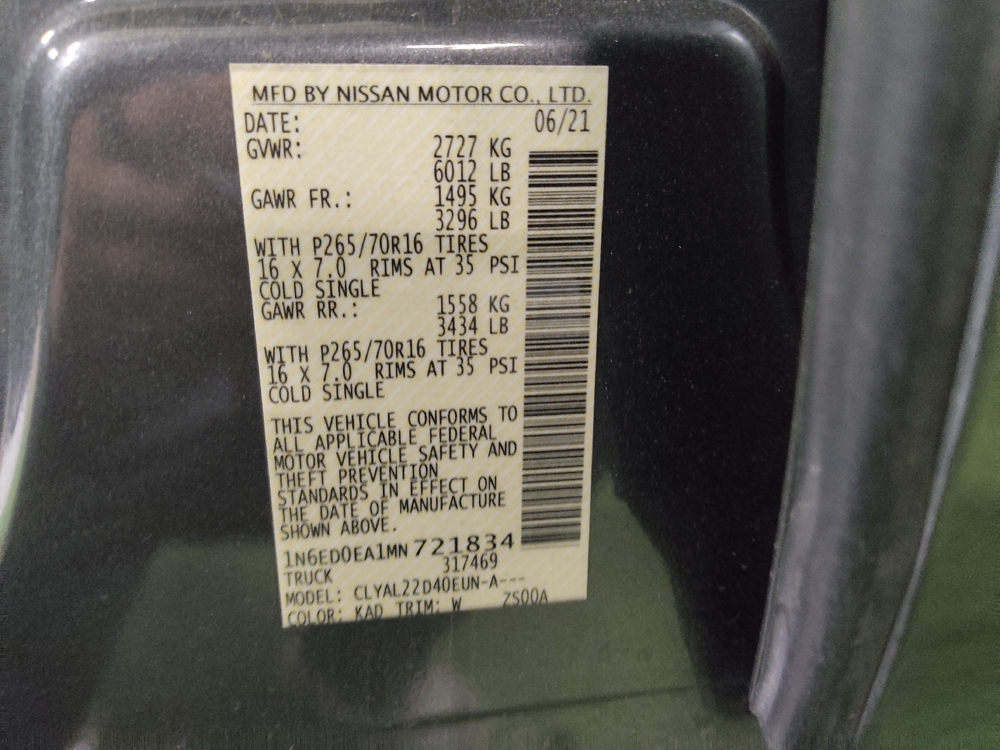 MFD BY NISSAN MOTOR CO., LTD.
DATE: 06/21
GVWR: 2727 KG
6012 LB
GAWR FR.: 1495 KG
3296 LB
WITH P265/70R16 TIRES
16 X 7.0 RIMS AT 35 PSI
COLD SINGLE
GAWR RR.: 1558 KG
3434 LB
WITH P265/70R16 TIRES
16 X 7.0 RIMS AT 35 PSI
COLD SINGLE
THIS VEHICLE CONFORMS TO
ALL APPLICABLE FEDERAL
MOTOR VEHICLE SAFETY AND
THEFT PREVENTION
STANDARDS IN EFFECT ON
THE DATE OF MANUFACTURE
SHOWN ABOVE.
1N6ED0EA1MN721834
TRUCK 317469
MODEL: CLYAL22D40EUN-A---
COLOR: KAD TRIM: W ZS00A